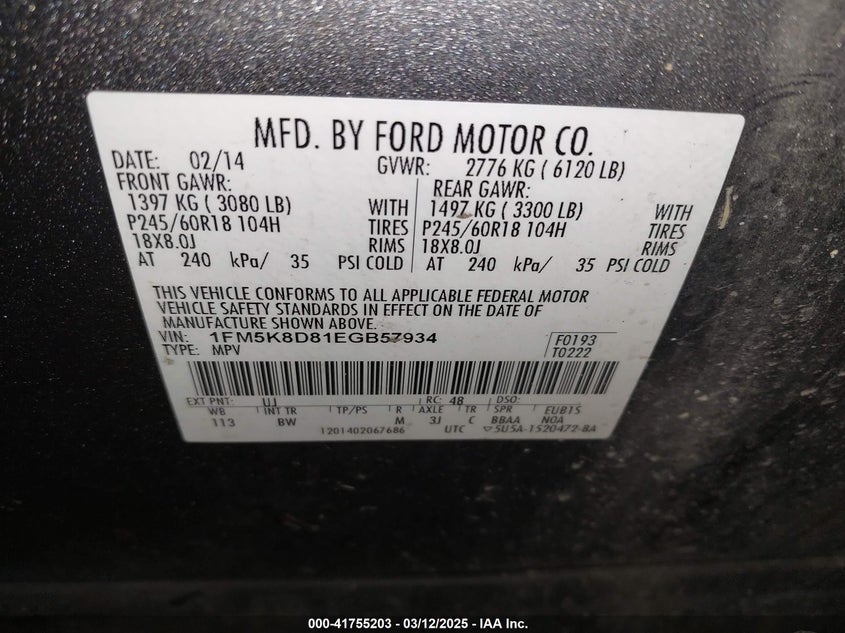 MFD. BY FORD MOTOR CO.
DATE: 02/14 GVWR: 2776 KG ( 6120 LB)
FRONT GAWR: REAR GAWR:
1397 KG ( 3080 LB) WITH 1497 KG ( 3300 LB) WITH
P245/60R18 104H TIRES P245/60R18 104H TIRES
18X8.0J RIMS 18X8.0J RIMS
AT 240 kPa/ 35 PSI COLD AT 240 kPa/ 35 PSI COLD
THIS VEHICLE CONFORMS TO ALL APPLICABLE FEDERAL MOTOR
VEHICLE SAFETY STANDARDS IN EFFECT ON THE DATE OF
MANUFACTURE SHOWN ABOVE.
VIN: 1FM5K8D81EGB57934 F0193
TYPE: MPV T0222
EXT PNT: UJ RC: 48 DSO:
WB INT TR TP/PS R AXLE TR SPR EUB15
113 BW M 3J C BBAA NOA
1201402067686 UTC ▽5U5A-1520472-BA
000-41755203 - 03/12/2025 - IAA Inc.